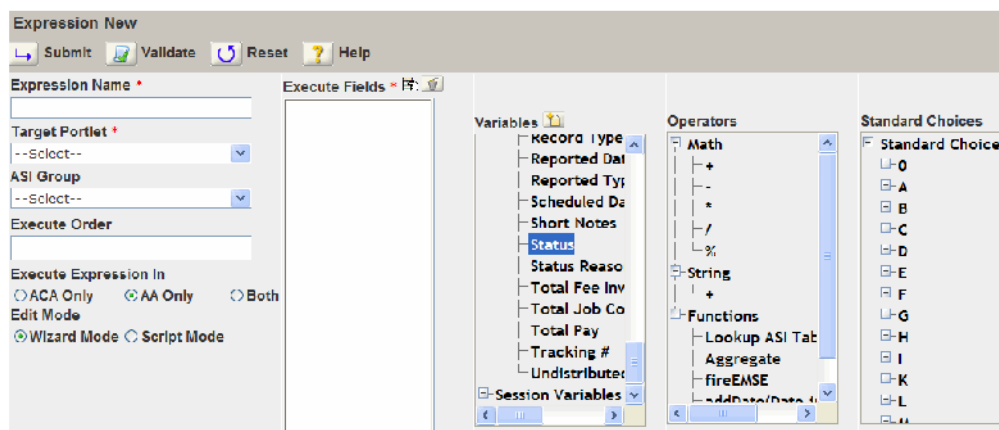 Expression New
Submit Validate Reset Help
Expression Name *
Target Portlet *
--Select--
ASI Group
--Select--
Execute Order
Execute Expression In
ACA Only AA Only Both
Edit Mode
Wizard Mode Script Mode
Execute Fields *
Variables
Record Type
Reported Dat
Reported Typ
Scheduled Da
Short Notes
Status
Status Reaso
Total Fee Inv
Total Job Co
Total Pay
Tracking #
Undistributed
Session Variables
Operators
Math
+
-
*
/
%
String
+
Functions
Lookup ASI Tab
Aggregate
fireEMSE
addDate(Date
Standard Choices
Standard Choice
0
A
B
C
D
E
F
G
H
I
K
L